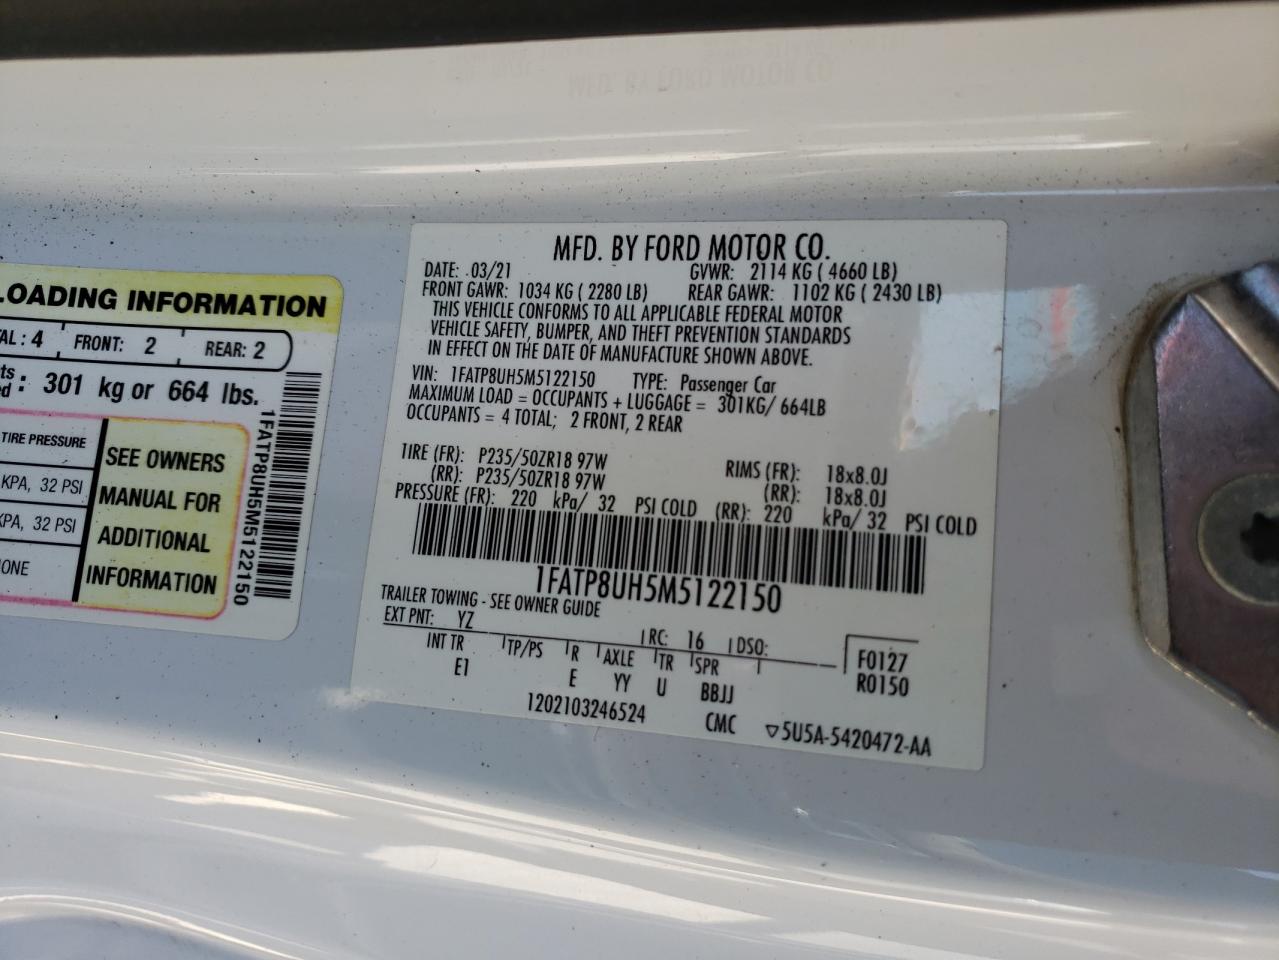 LOADING INFORMATION
: 4 FRONT: 2 REAR: 2
: 301 kg or 664 lbs.
TIRE PRESSURE
KPA, 32 PSI
KPA, 32 PSI
SEE OWNERS
MANUAL FOR
ADDITIONAL
INFORMATION
1FATP8UH5M5122150
MFD. BY FORD MOTOR CO.
DATE: 03/21 GVWR: 2114 KG ( 4660 LB)
FRONT GAWR: 1034 KG ( 2280 LB) REAR GAWR: 1102 KG ( 2430 LB)
THIS VEHICLE CONFORMS TO ALL APPLICABLE FEDERAL MOTOR
VEHICLE SAFETY, BUMPER, AND THEFT PREVENTION STANDARDS
IN EFFECT ON THE DATE OF MANUFACTURE SHOWN ABOVE.
VIN: 1FATP8UH5M5122150 TYPE: Passenger Car
MAXIMUM LOAD = OCCUPANTS + LUGGAGE = 301KG/ 664LB
OCCUPANTS = 4 TOTAL; 2 FRONT, 2 REAR
TIRE (FR): P235/50ZR18 97W RIMS (FR): 18x8.0J
(RR): P235/50ZR18 97W (RR): 18x8.0J
PRESSURE (FR): 220 kPa/ 32 PSI COLD (RR): 220 kPa/ 32 PSI COLD
1FATP8UH5M5122150
TRAILER TOWING - SEE OWNER GUIDE
EXT PNT: YZ RC: 16 DSO:
INT TR TP/PS R AXLE TR SPR F0127
E1 E YY U BBJJ R0150
1202103246524 CMC ▽5U5A-5420472-AA